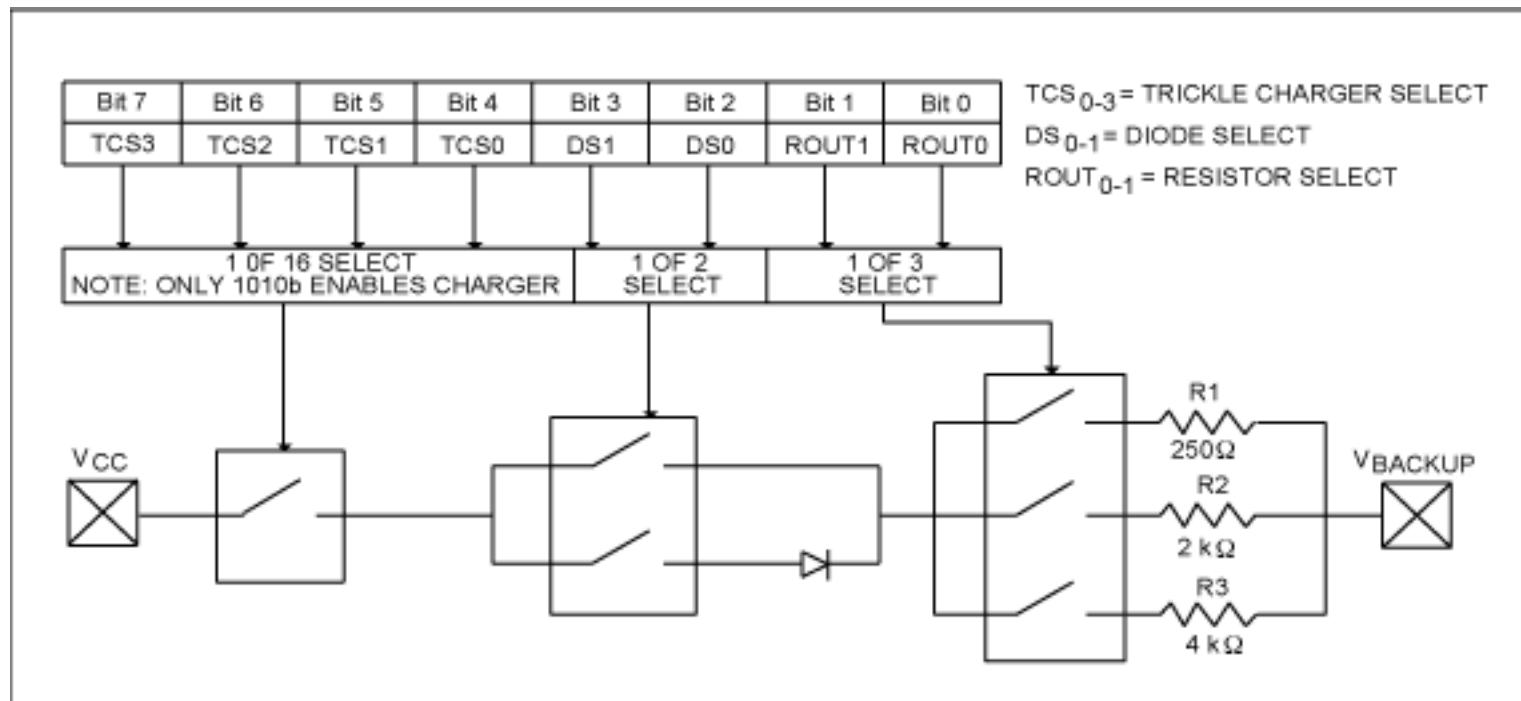 Bit 7 Bit 6 Bit 5 Bit 4 Bit 3 Bit 2 Bit 1 Bit 0
TCS3 TCS2 TCS1 TCS0 DS1 DS0 ROUT1 ROUT0
TCS0-3 = TRICKLE CHARGER SELECT
DS0-1 = DIODE SELECT
ROUT0-1 = RESISTOR SELECT
1 0F 16 SELECT
NOTE: ONLY 1010b ENABLES CHARGER
1 OF 2
SELECT
1 OF 3
SELECT
VCC
R1
250Ω
R2
2 kΩ
R3
4 kΩ
VBACKUP